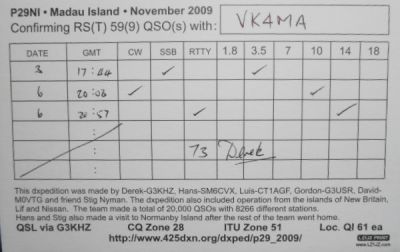 P29NI • Madau Island • November 2009
Confirming RS(T) 59(9) QSO(s) with: VK4MA
DATE GMT CW SSB RTTY 1.8 3.5 7 10 14 18
3 17:44 ✓ ✓
6 20:03 ✓ ✓
6 20:57 ✓ ✓
73 Derek
This dxpedition was made by Derek-G3KHZ, Hans-SM6CVX, Luis-CT1AGF, Gordon-G3USR, David-
M0VTG and friend Stig Nyman. The dxpedition also included operation from the islands of New Britain,
Lif and Nissan. The team made a total of 20,000 QSOs with 8266 different stations.
Hans and Stig also made a visit to Normanby Island after the rest of the team went home.
QSL via G3KHZ CQ Zone 28 ITU Zone 51 Loc. QI 61 ea
http://www.425dxn.org/dxped/p29_2009/